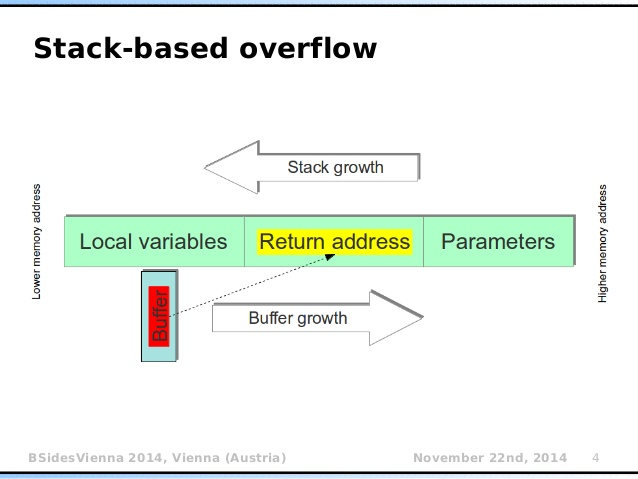 Stack-based overflow
Stack growth
Lower memory address
Local variables
Return address
Parameters
Higher memory address
Buffer
Buffer growth
BSidesVienna 2014, Vienna (Austria)
November 22nd, 2014
4